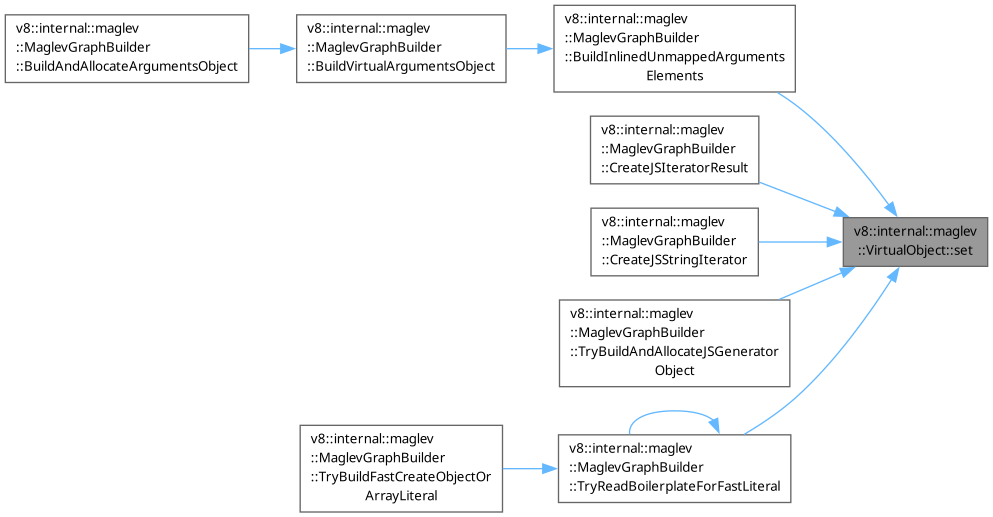 v8::internal::maglev
::MaglevGraphBuilder
::BuildAndAllocateArgumentsObject
v8::internal::maglev
::MaglevGraphBuilder
::BuildVirtualArgumentsObject
v8::internal::maglev
::MaglevGraphBuilder
::BuildInlinedUnmappedArguments
Elements
v8::internal::maglev
::MaglevGraphBuilder
::CreateJSIteratorResult
v8::internal::maglev
::MaglevGraphBuilder
::CreateJSStringIterator
v8::internal::maglev
::VirtualObject::set
v8::internal::maglev
::MaglevGraphBuilder
::TryBuildAndAllocateJSGenerator
Object
v8::internal::maglev
::MaglevGraphBuilder
::TryBuildFastCreateObjectOr
ArrayLiteral
v8::internal::maglev
::MaglevGraphBuilder
::TryReadBoilerplateForFastLiteral